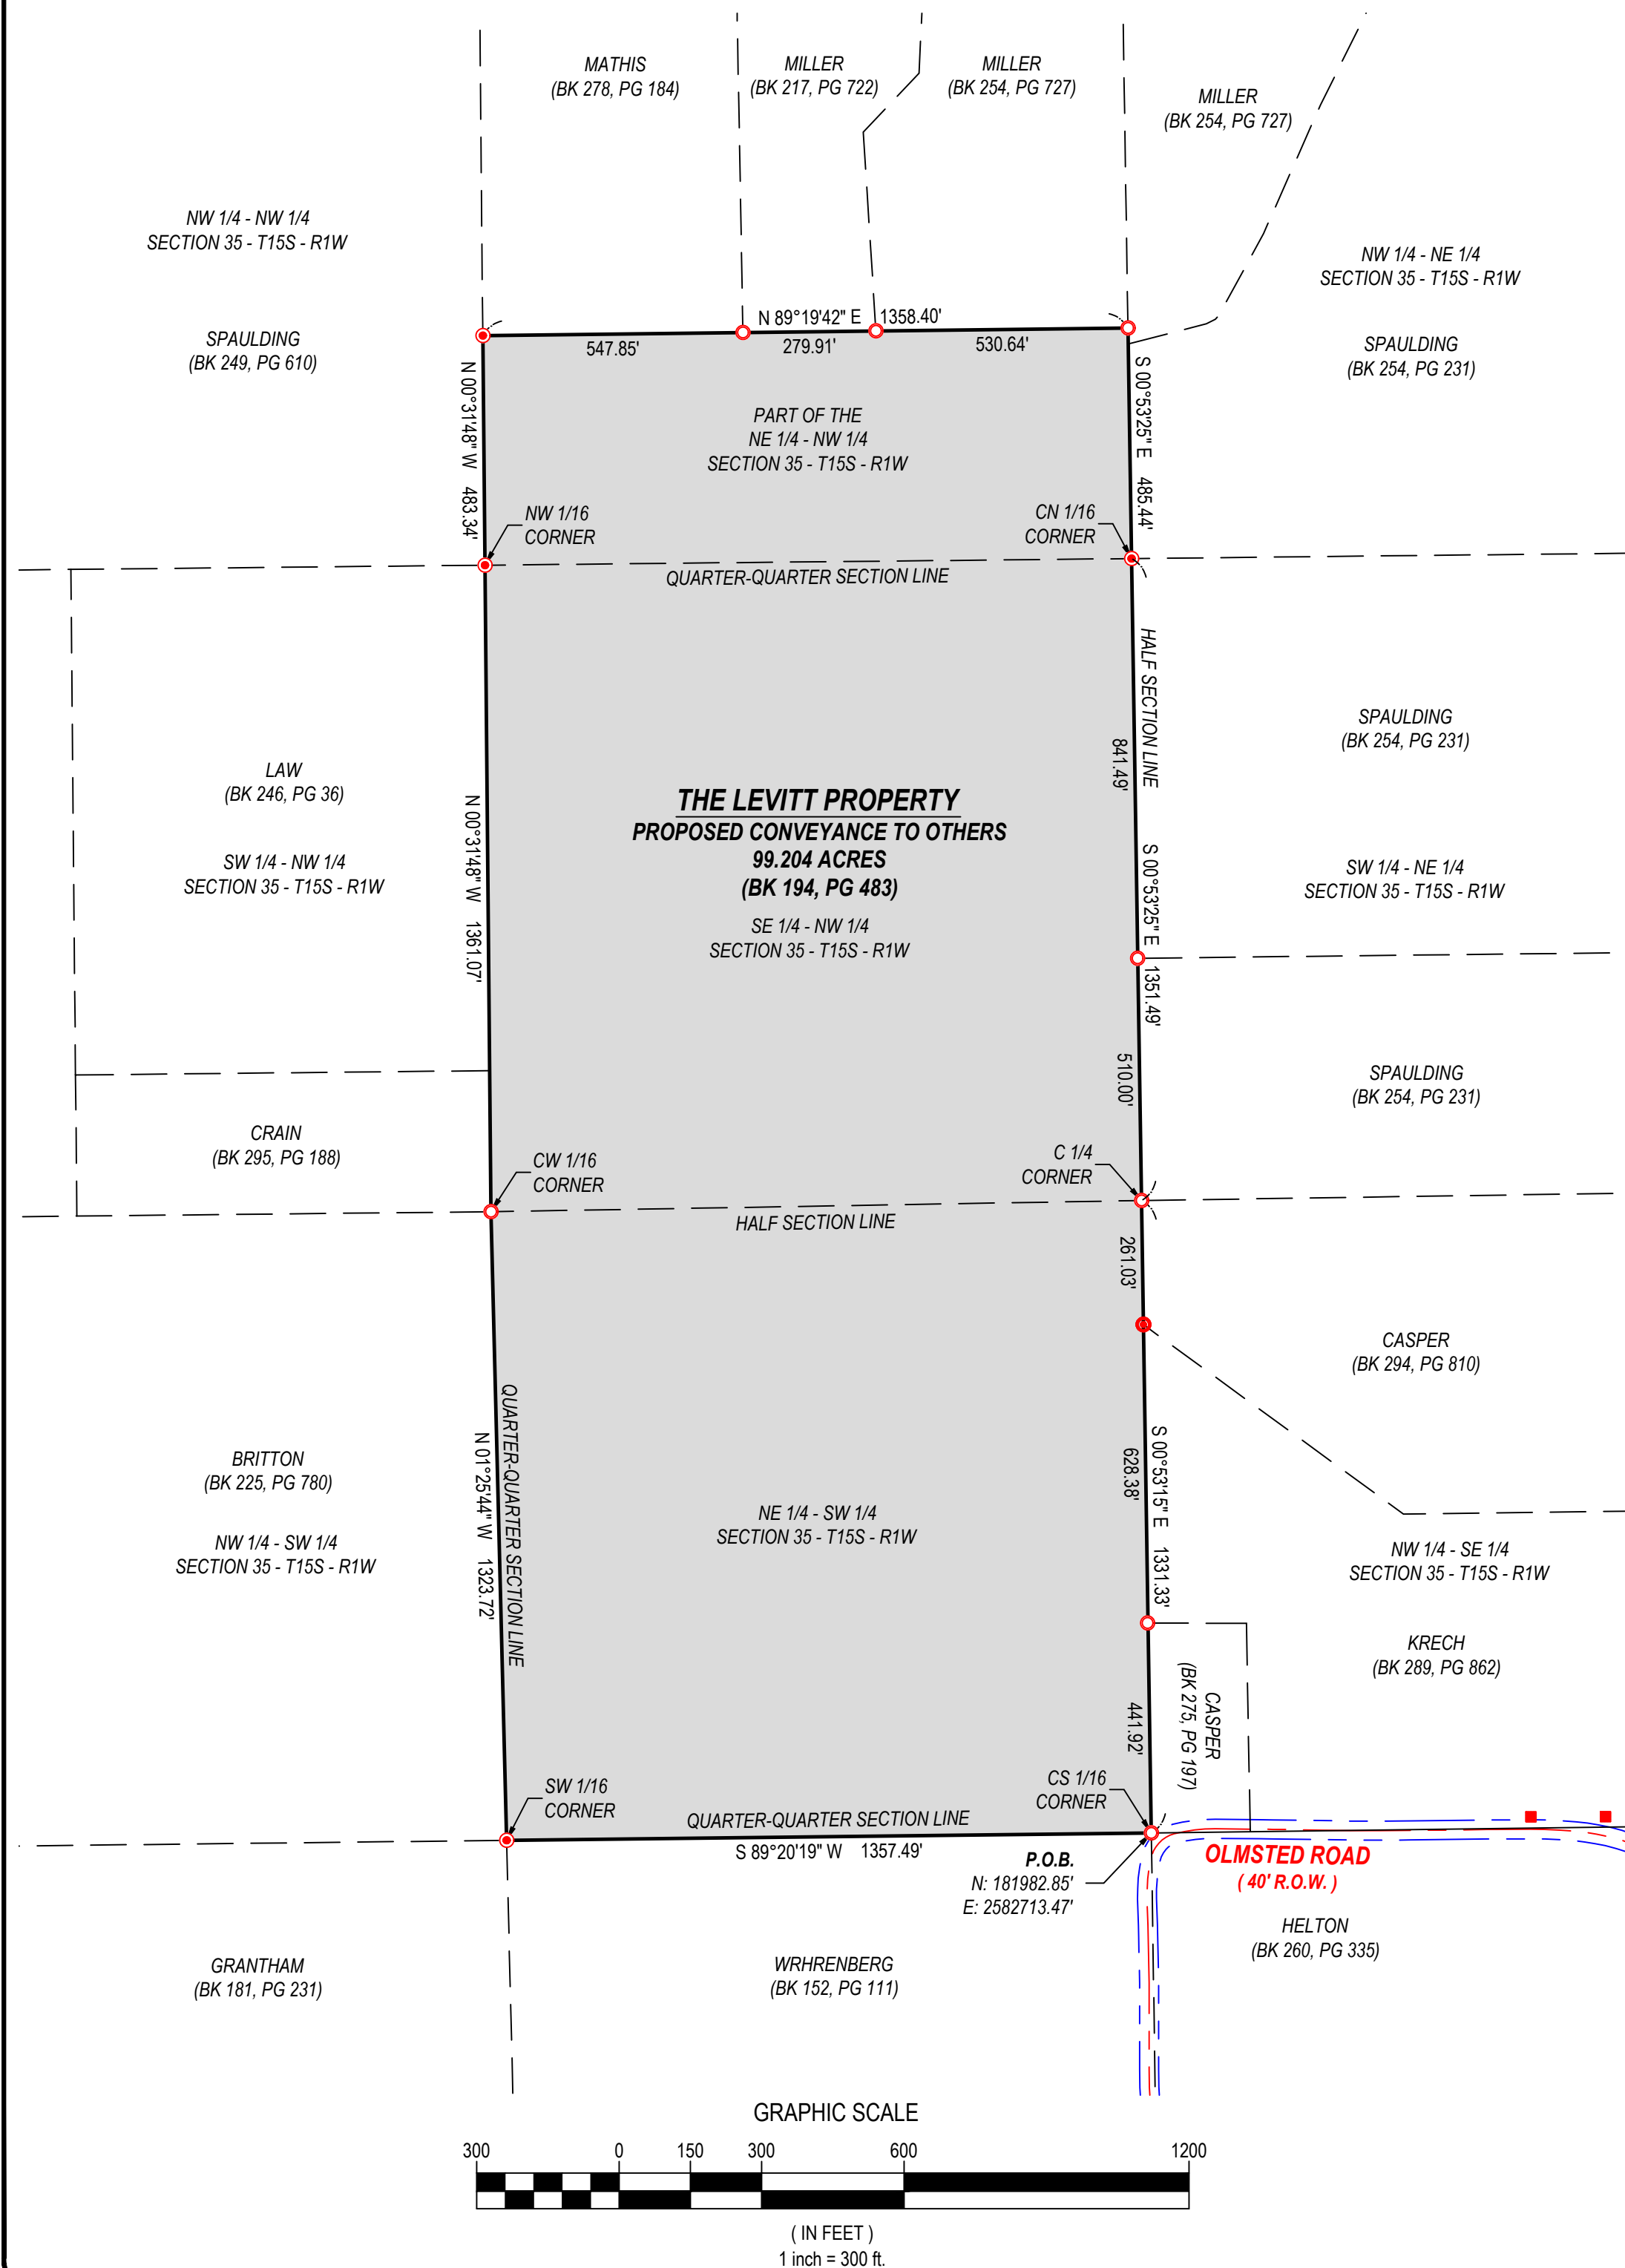 MATHIS
(BK 278, PG 184)
MILLER
(BK 217, PG 722)
MILLER
(BK 254, PG 727)
MILLER
(BK 254, PG 727)
NW 1/4 - NW 1/4
SECTION 35 - T15S - R1W
NW 1/4 - NE 1/4
SECTION 35 - T15S - R1W
SPAULDING
(BK 249, PG 610)
SPAULDING
(BK 254, PG 231)
N 89°19'42" E 1358.40'
547.85'
279.91'
530.64'
N 00°31'48" W 483.34'
S 00°53'25" E 485.44'
PART OF THE
NE 1/4 - NW 1/4
SECTION 35 - T15S - R1W
NW 1/16
CORNER
CN 1/16
CORNER
QUARTER-QUARTER SECTION LINE
HALF SECTION LINE
841.49'
SPAULDING
(BK 254, PG 231)
LAW
(BK 246, PG 36)
SW 1/4 - NW 1/4
SECTION 35 - T15S - R1W
N 00°31'48" W 1361.07'
THE LEVITT PROPERTY
PROPOSED CONVEYANCE TO OTHERS
99.204 ACRES
(BK 194, PG 483)
SE 1/4 - NW 1/4
SECTION 35 - T15S - R1W
S 00°53'25" E 1351.49'
SW 1/4 - NE 1/4
SECTION 35 - T15S - R1W
510.00'
SPAULDING
(BK 254, PG 231)
CRAIN
(BK 295, PG 188)
CW 1/16
CORNER
C 1/4
CORNER
HALF SECTION LINE
261.03'
CASPER
(BK 294, PG 810)
QUARTER-QUARTER SECTION LINE
N 01°25'44" W 1323.72'
BRITTON
(BK 225, PG 780)
NW 1/4 - SW 1/4
SECTION 35 - T15S - R1W
NE 1/4 - SW 1/4
SECTION 35 - T15S - R1W
628.38'
S 00°53'15" E 1331.33'
NW 1/4 - SE 1/4
SECTION 35 - T15S - R1W
KRECH
(BK 289, PG 862)
441.92'
CASPER
(BK 275, PG 197)
SW 1/16
CORNER
CS 1/16
CORNER
QUARTER-QUARTER SECTION LINE
S 89°20'19" W 1357.49'
P.O.B.
N: 181982.85'
E: 2582713.47'
OLMSTED ROAD
( 40' R.O.W. )
HELTON
(BK 260, PG 335)
GRANTHAM
(BK 181, PG 231)
WRHRENBERG
(BK 152, PG 111)
GRAPHIC SCALE
300 0 150 300 600 1200
( IN FEET )
1 inch = 300 ft.